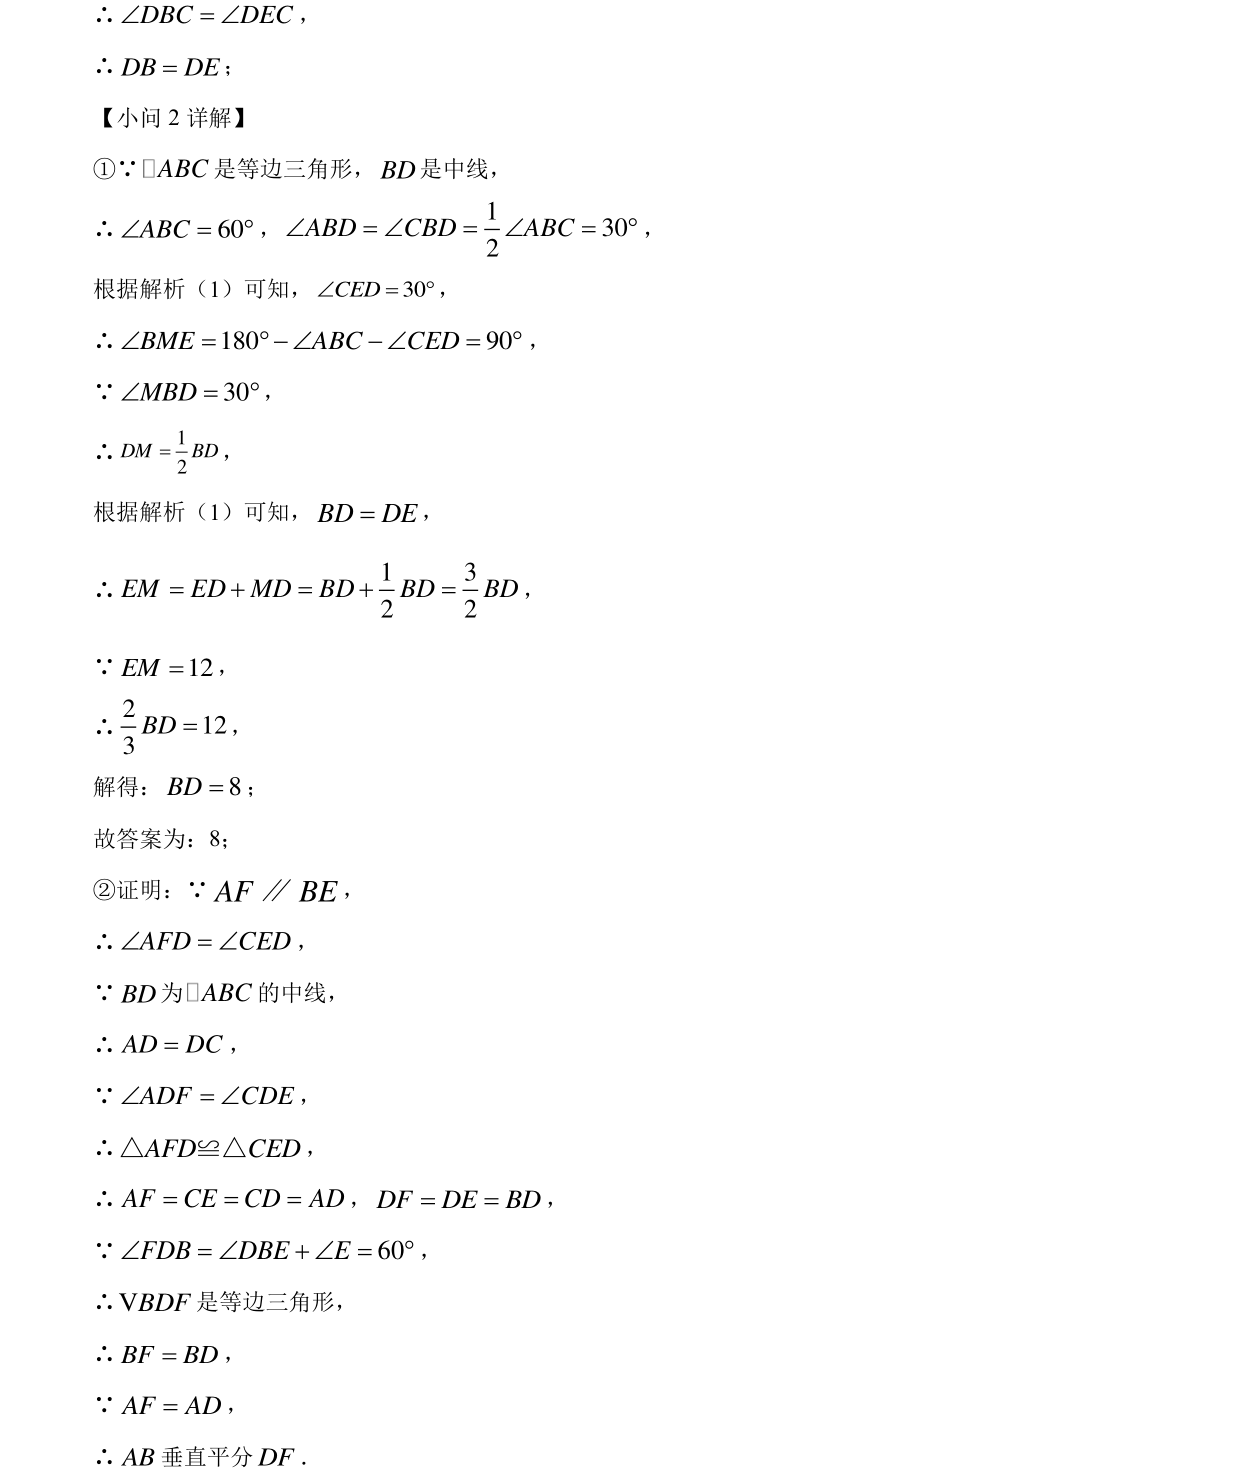 ∴∠DBC=∠DEC，
∴DB=DE；
【小问 2 详解】
①∵□ABC 是等边三角形，BD 是中线，
∴∠ABC=60°，∠ABD=∠CBD=1/2∠ABC=30°，
根据解析（1）可知，∠CED=30°，
∴∠BME=180°−∠ABC−∠CED=90°，
∵∠MBD=30°，
∴DM=1/2BD，
根据解析（1）可知，BD=DE，
∴EM=ED+MD=BD+1/2BD=3/2BD，
∵EM=12，
∴2/3BD=12，
解得：BD=8；
故答案为：8；
②证明：∵AF∥BE，
∴∠AFD=∠CED，
∵BD 为□ABC 的中线，
∴AD=DC，
∵∠ADF=∠CDE，
∴△AFD≌△CED，
∴AF=CE=CD=AD，DF=DE=BD，
∵∠FDB=∠DBE+∠E=60°，
∴VBDF 是等边三角形，
∴BF=BD，
∵AF=AD，
∴AB 垂直平分 DF．